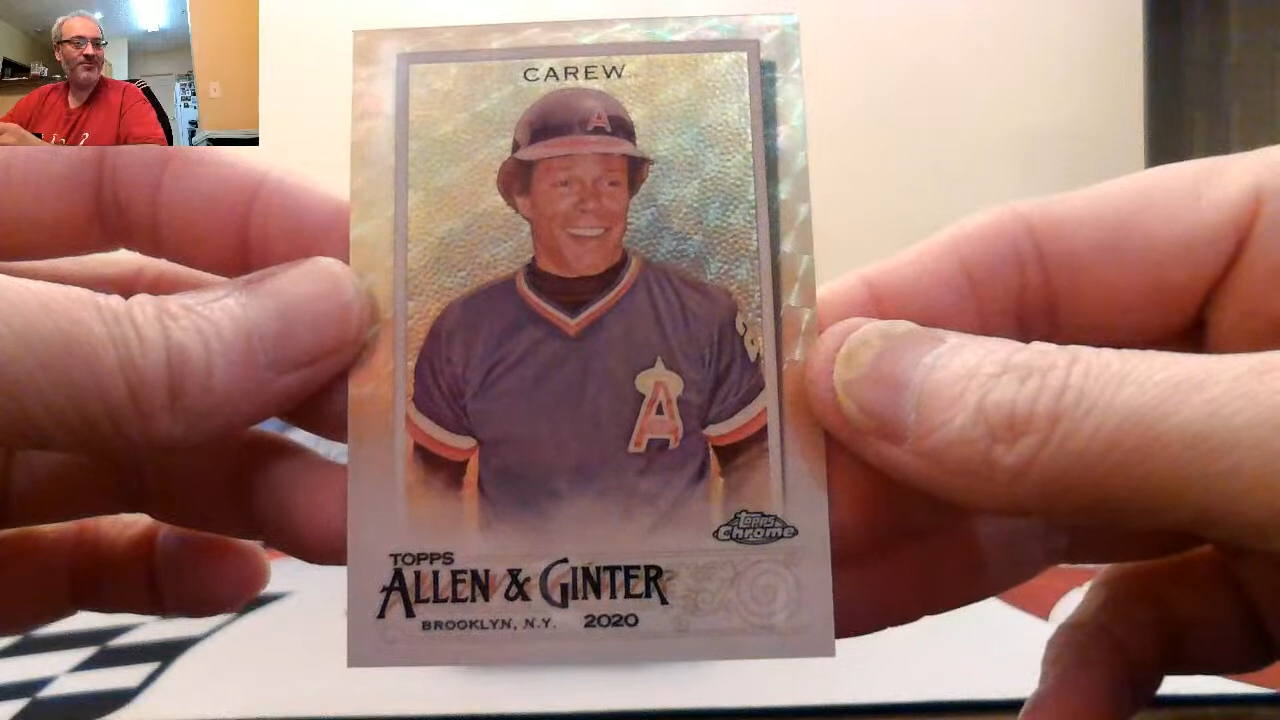 CAREW
A
A
Topps
Chrome
TOPPS
ALLEN & GINTER
BROOKLYN, N.Y. 2020